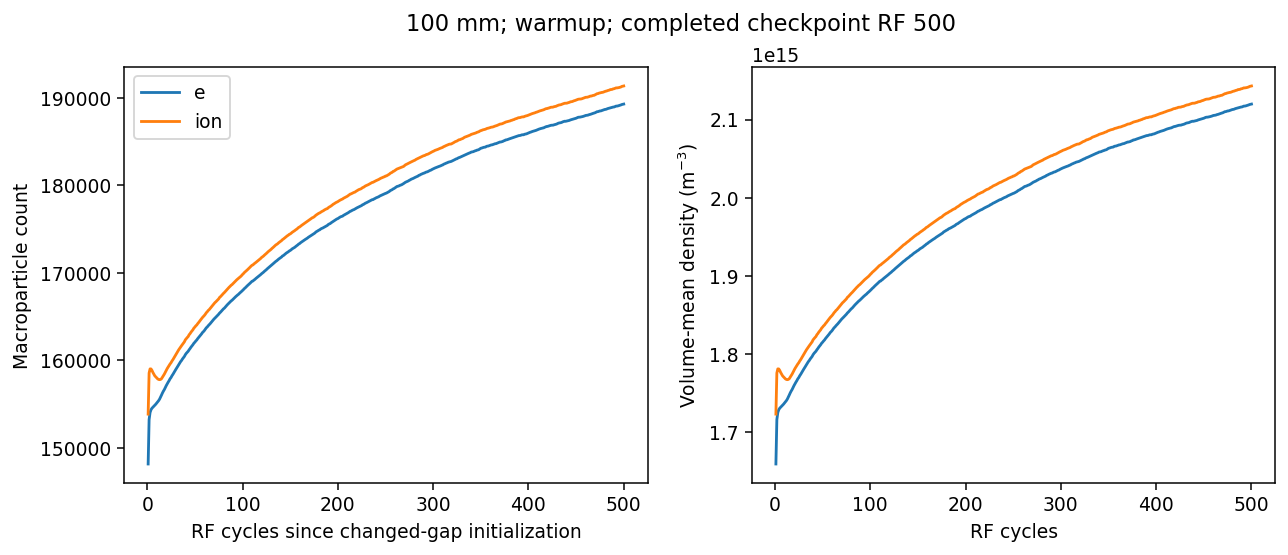 100 mm; warmup; completed checkpoint RF 500
Macroparticle count
190000
180000
170000
160000
150000
e
ion
0 100 200 300 400 500
RF cycles since changed-gap initialization
1e15
Volume-mean density (m⁻³)
2.1
2.0
1.9
1.8
1.7
0 100 200 300 400 500
RF cycles